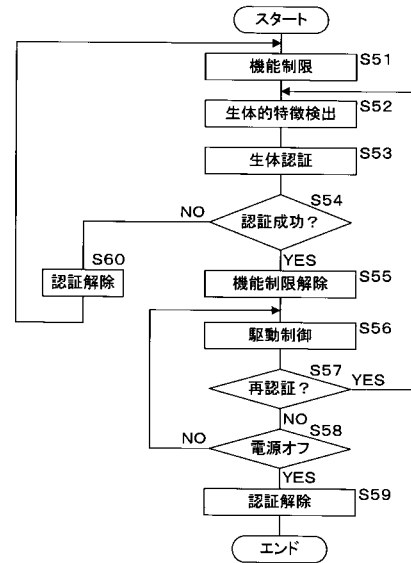 スタート
機能制限
S51
生体的特徴検出
S52
生体認証
S53
認証成功？
S54
NO
YES
認証解除
S60
機能制限解除
S55
駆動制御
S56
再認証？
S57
YES
NO
電源オフ
S58
NO
YES
認証解除
S59
エンド